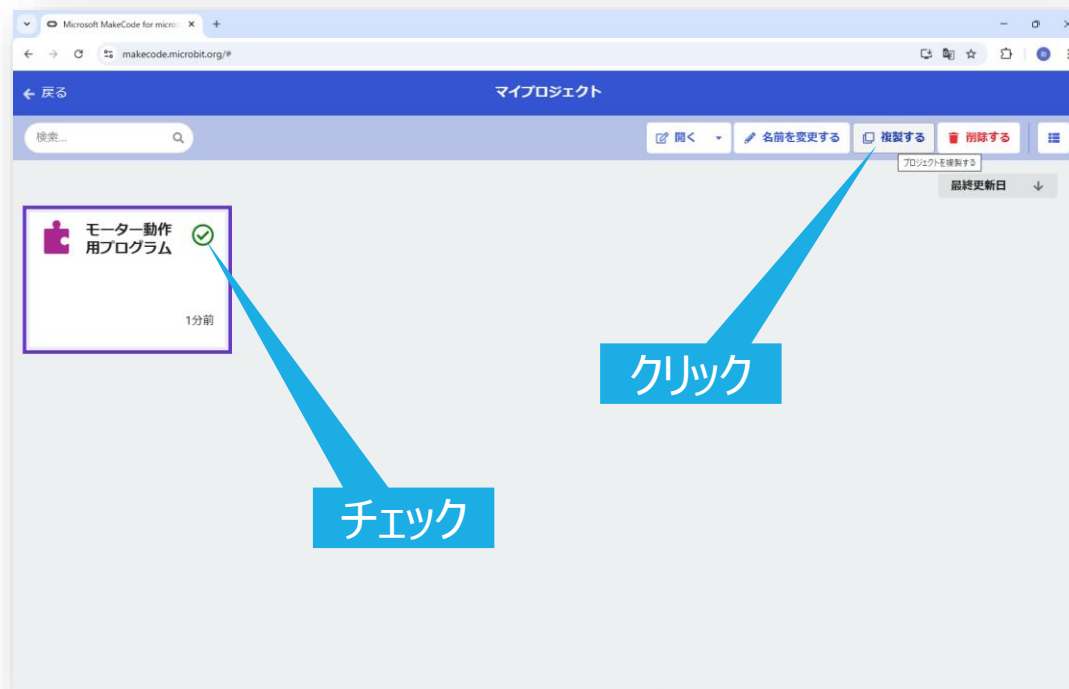 Microsoft MakeCode for micro:
makecode.microbit.org/#
戻る
マイプロジェクト
検索...
開く
名前を変更する
複製する
削除する
プロジェクトを複製する
最終更新日
モーター動作
用プログラム
1分前
クリック
チェック